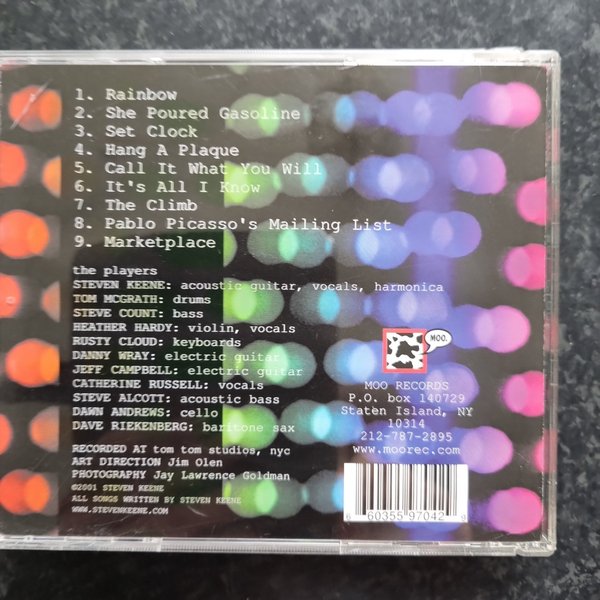 1. Rainbow
2. She Poured Gasoline
3. Set Clock
4. Hang A Plaque
5. Call It What You Will
6. It's All I Know
7. The Climb
8. Pablo Picasso's Mailing List
9. Marketplace
the players
STEVEN KEENE: acoustic guitar, vocals, harmonica
TOM MCGRATH: drums
STEVE COUNT: bass
HEATHER HARDY: violin, vocals
RUSTY CLOUD: keyboards
DANNY WRAY: electric guitar
JEFF CAMPBELL: electric guitar
CATHERINE RUSSELL: vocals
STEVE ALCOTT: acoustic bass
DAWN ANDREWS: cello
DAVE RIEKENBERG: baritone sax
RECORDED AT tom tom studios, nyc
ART DIRECTION Jim Olen
PHOTOGRAPHY Jay Lawrence Goldman
©2001 STEVEN KEENE
ALL SONGS WRITTEN BY STEVEN KEENE
WWW.STEVENKEENE.COM
MOO.
MOO RECORDS
P.O. box 140729
Staten Island, NY
10314
212-787-2895
www.moorec.com
6 60355 97042 9